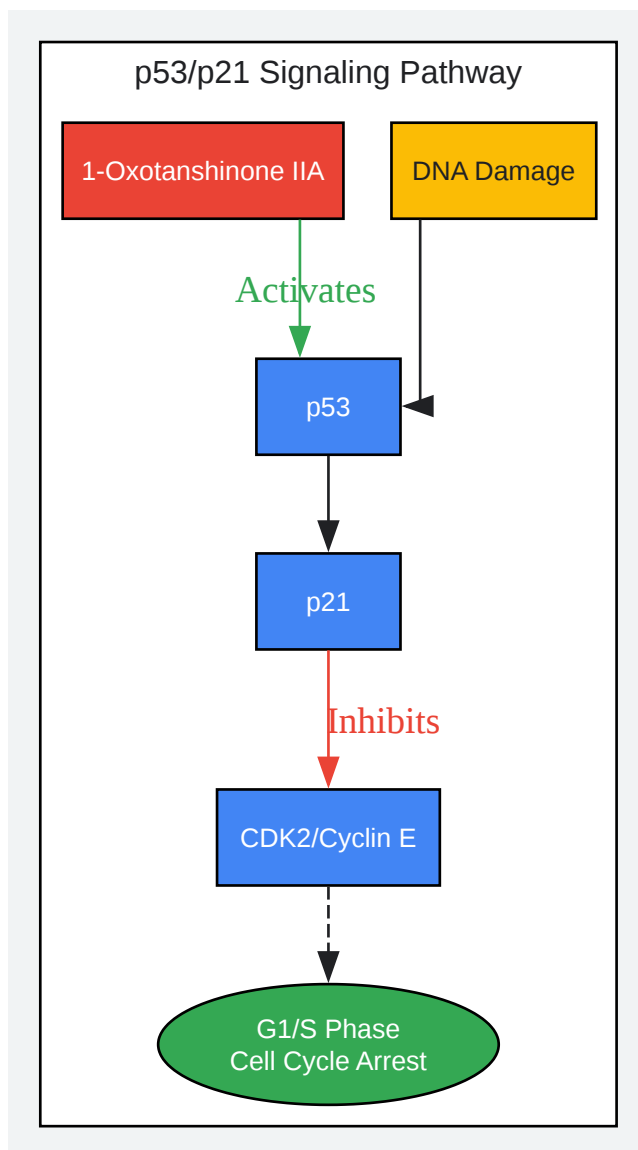 p53/p21 Signaling Pathway
1-Oxotanshinone IIA
DNA Damage
Activates
p53
p21
Inhibits
CDK2/Cyclin E
G1/S Phase
Cell Cycle Arrest